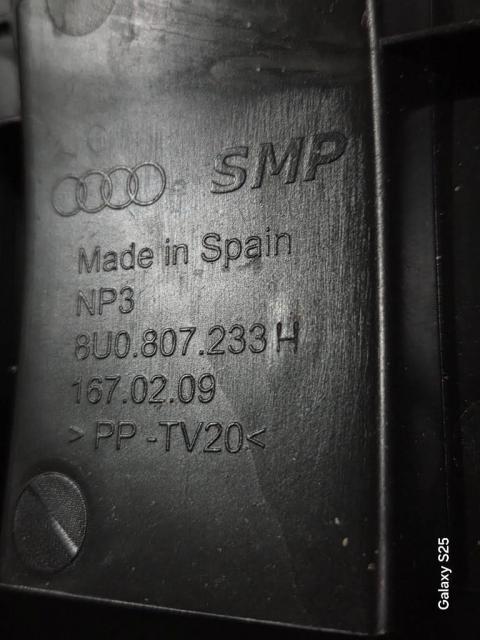 SMP
Made in Spain
NP3
8U0.807.233 H
167.02.09
>PP-TV20<
Galaxy S25